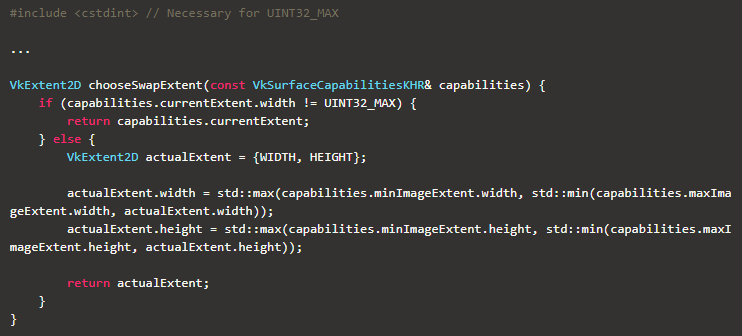 #include <cstdint> // Necessary for UINT32_MAX
...
VkExtent2D chooseSwapExtent(const VkSurfaceCapabilitiesKHR& capabilities) {
if (capabilities.currentExtent.width != UINT32_MAX) {
return capabilities.currentExtent;
} else {
VkExtent2D actualExtent = {WIDTH, HEIGHT};
actualExtent.width = std::max(capabilities.minImageExtent.width, std::min(capabilities.maxIma
geExtent.width, actualExtent.width));
actualExtent.height = std::max(capabilities.minImageExtent.height, std::min(capabilities.maxI
mageExtent.height, actualExtent.height));
return actualExtent;
}
}